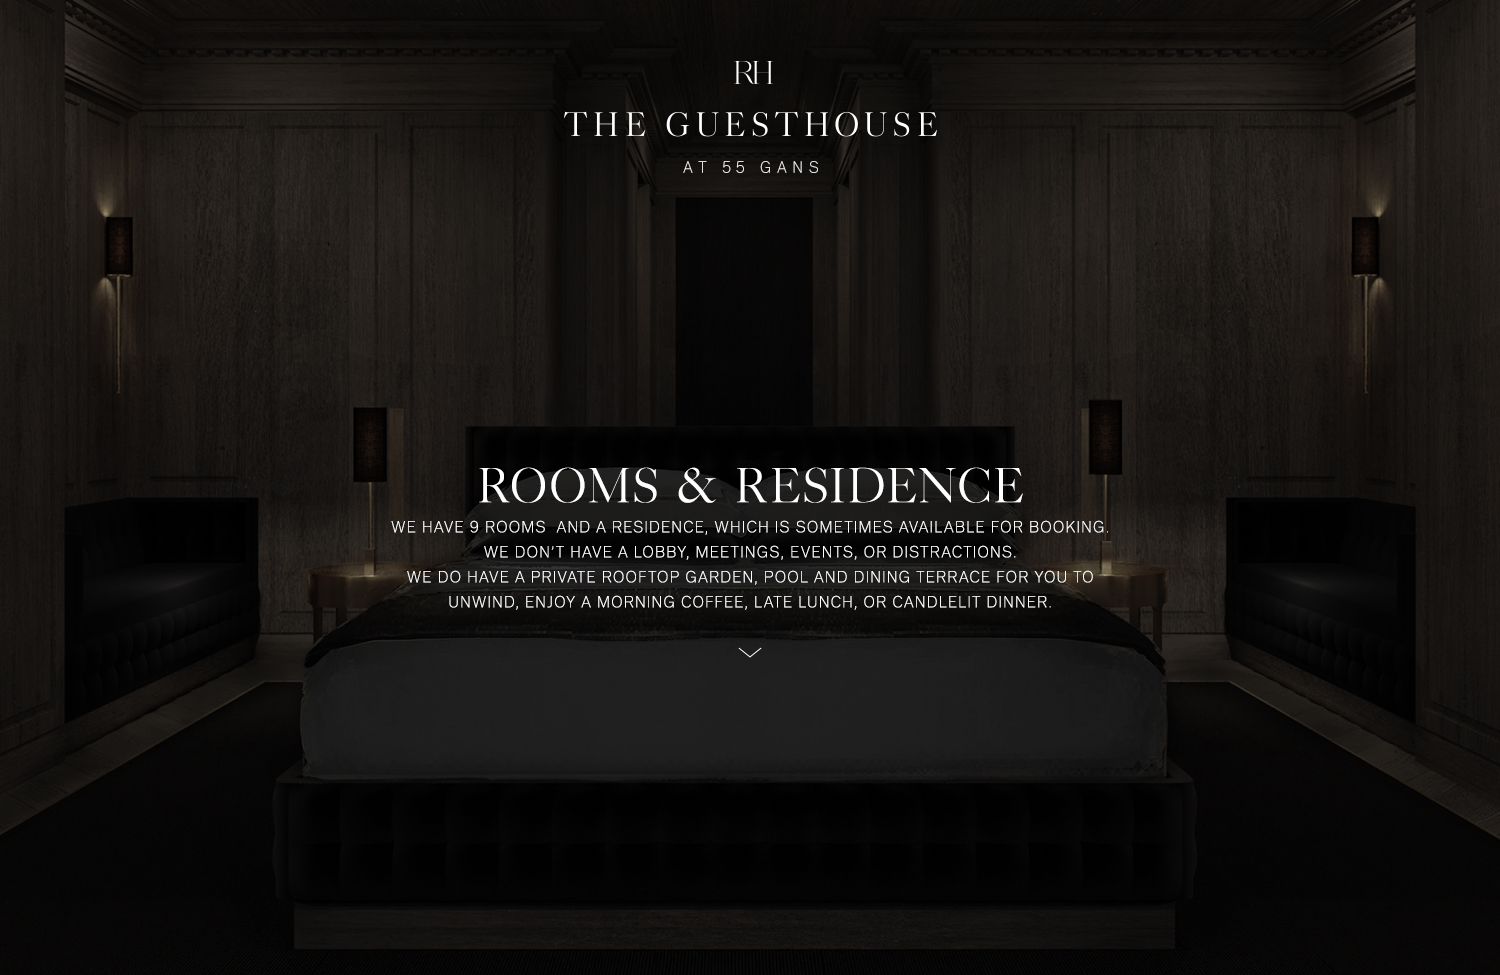 RH
THE GUESTHOUSE
AT 55 GANS
ROOMS & RESIDENCE
WE HAVE 9 ROOMS  AND A RESIDENCE, WHICH IS SOMETIMES AVAILABLE FOR BOOKING.
WE DON'T HAVE A LOBBY, MEETINGS, EVENTS, OR DISTRACTIONS.
WE DO HAVE A PRIVATE ROOFTOP GARDEN, POOL AND DINING TERRACE FOR YOU TO
UNWIND, ENJOY A MORNING COFFEE, LATE LUNCH, OR CANDLELIT DINNER.